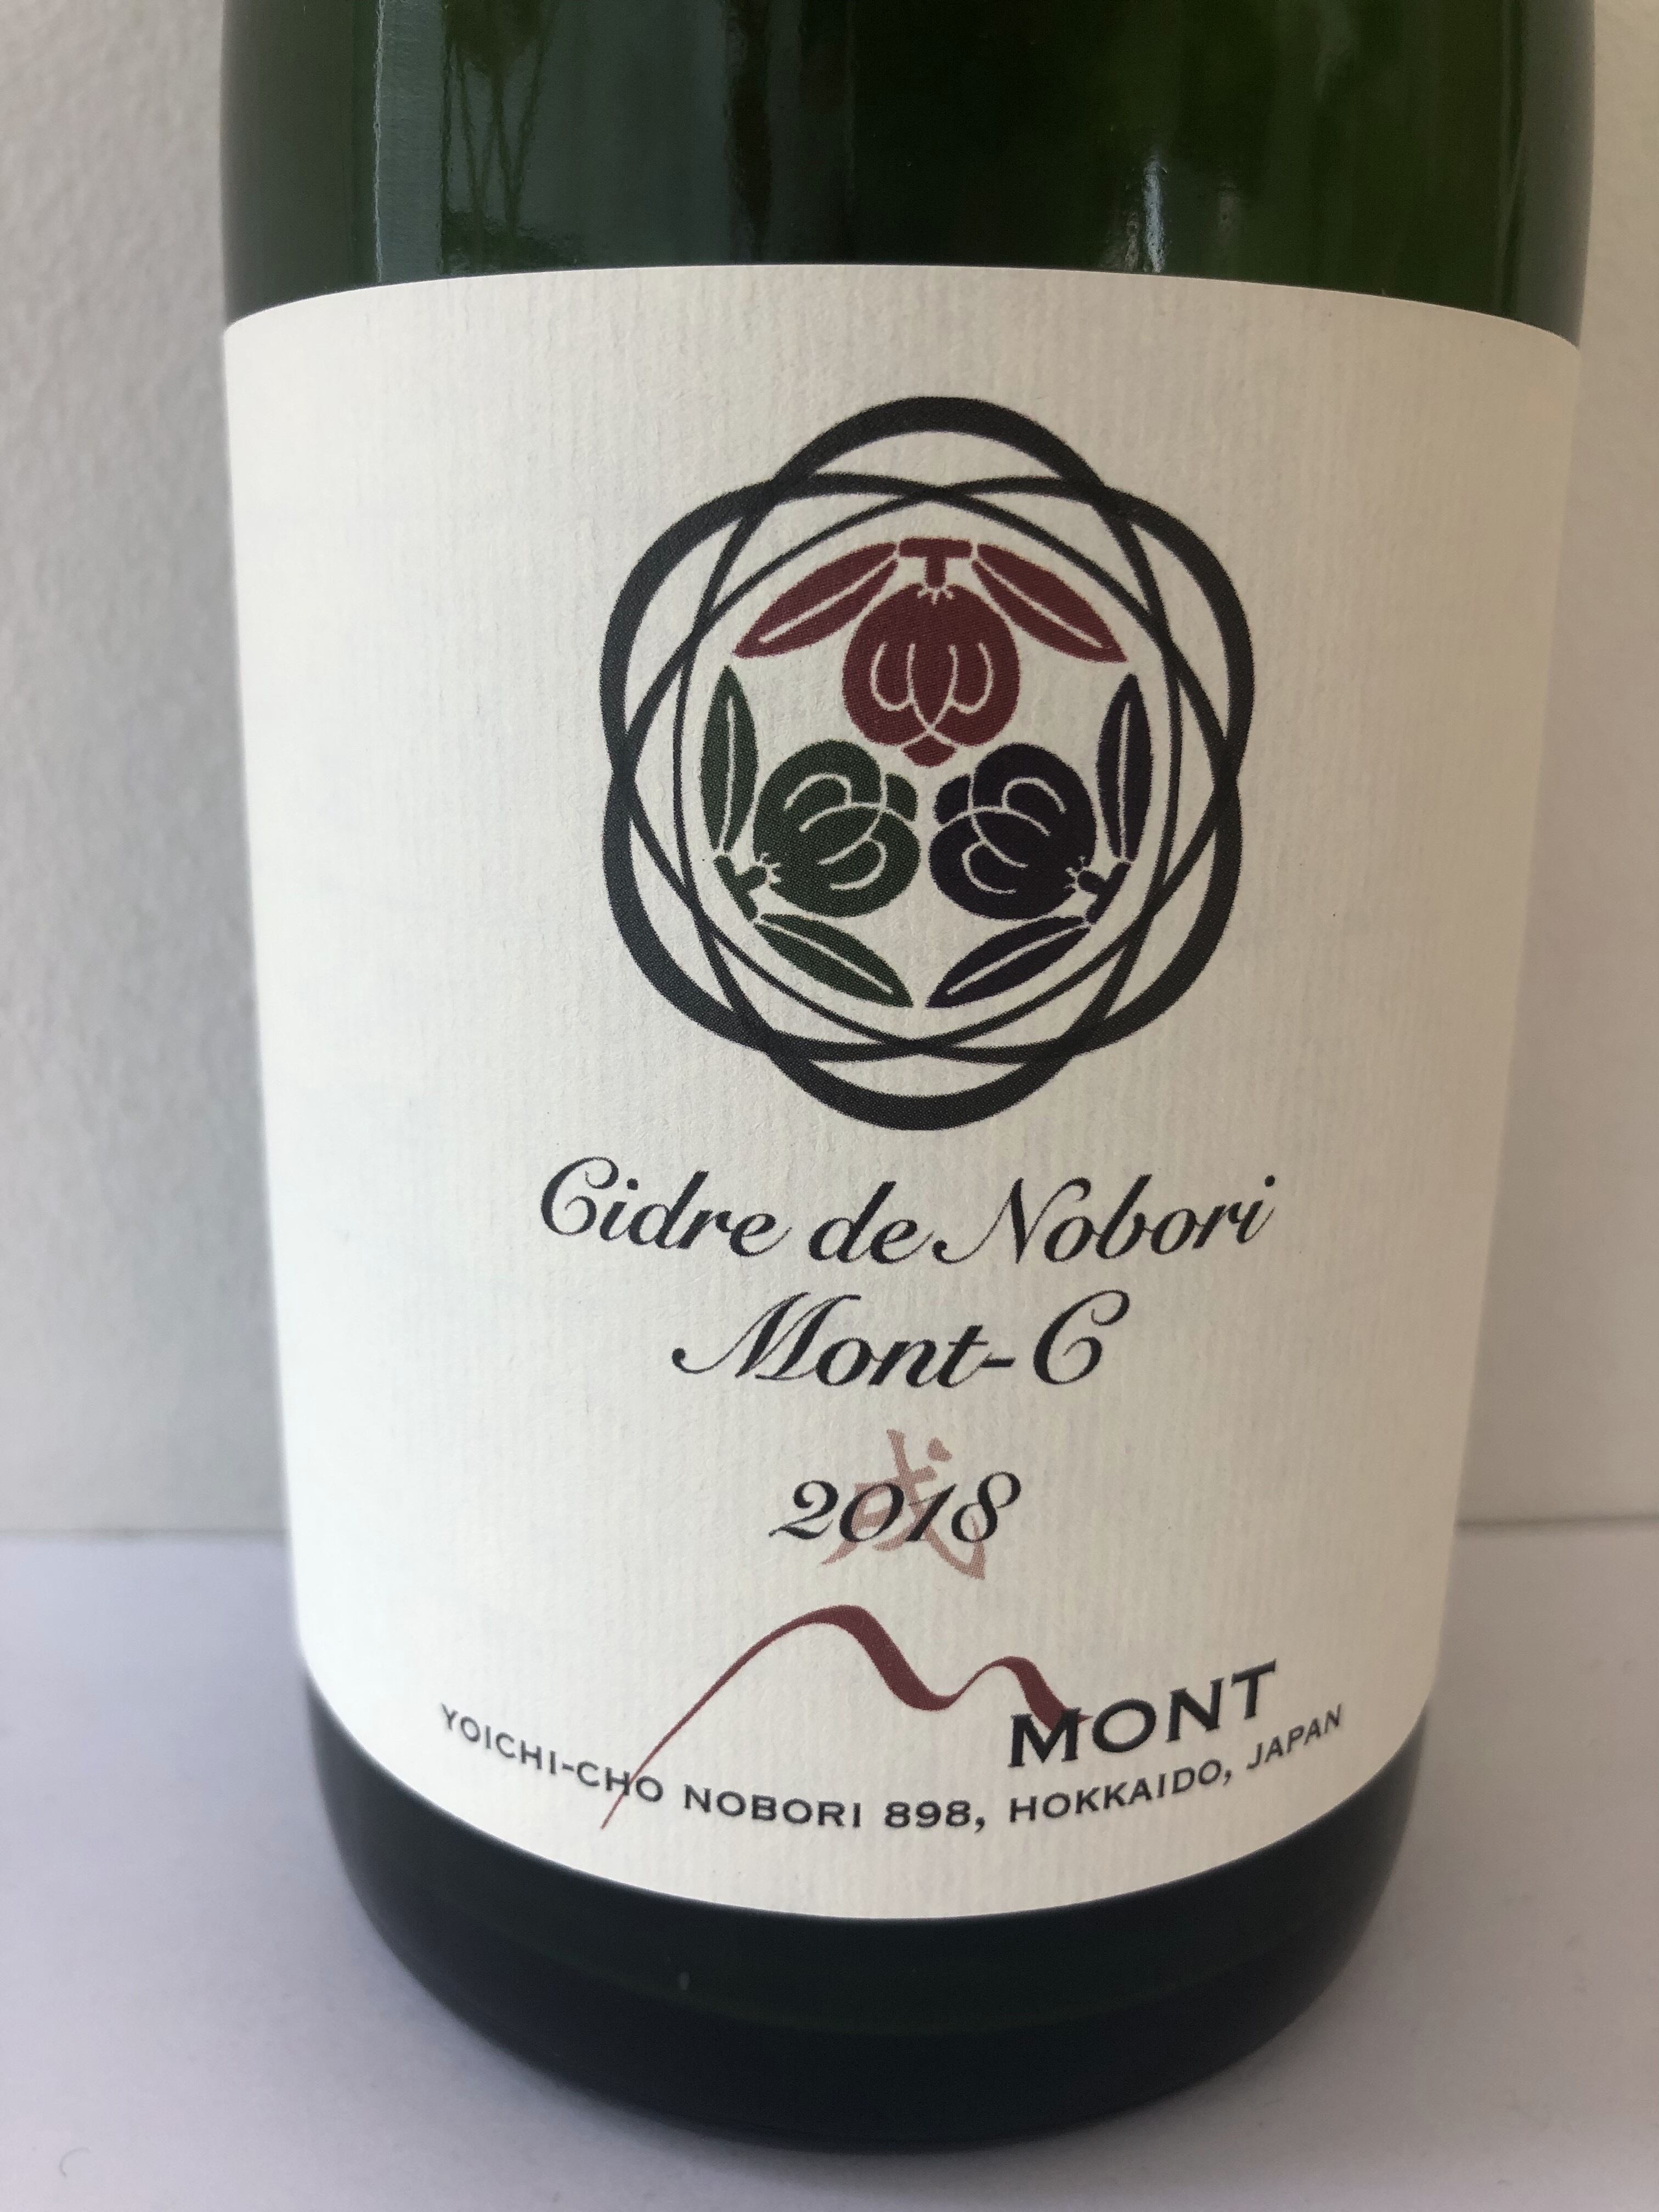 Cidre de Nobori
Mont-C
戌
2018
MONT
YOICHI-CHO NOBORI 898, HOKKAIDO, JAPAN